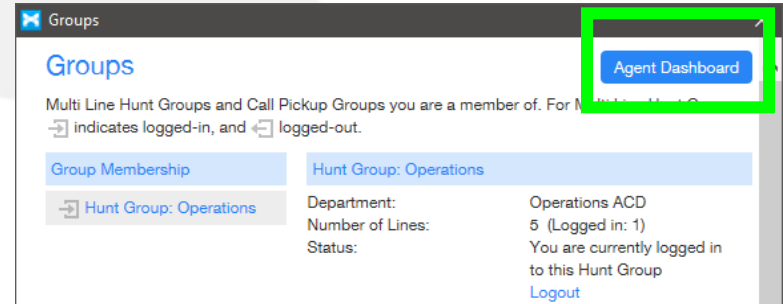 Groups
Groups
Agent Dashboard
Multi Line Hunt Groups and Call Pickup Groups you are a member of. For
indicates logged-in, and logged-out.
Group Membership
Hunt Group: Operations
Hunt Group: Operations
Department: Operations ACD
Number of Lines: 5 (Logged in: 1)
Status: You are currently logged in
to this Hunt Group
Logout